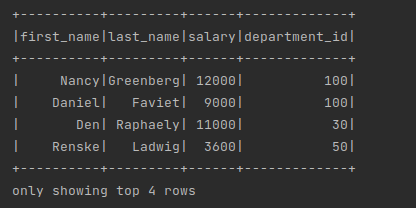 +----------+---------+------+-------------+
|first_name|last_name|salary|department_id|
+----------+---------+------+-------------+
|     Nancy|Greenberg| 12000|          100|
|    Daniel|   Faviet|  9000|          100|
|       Den| Raphaely| 11000|           30|
|    Renske|   Ladwig|  3600|           50|
+----------+---------+------+-------------+
only showing top 4 rows